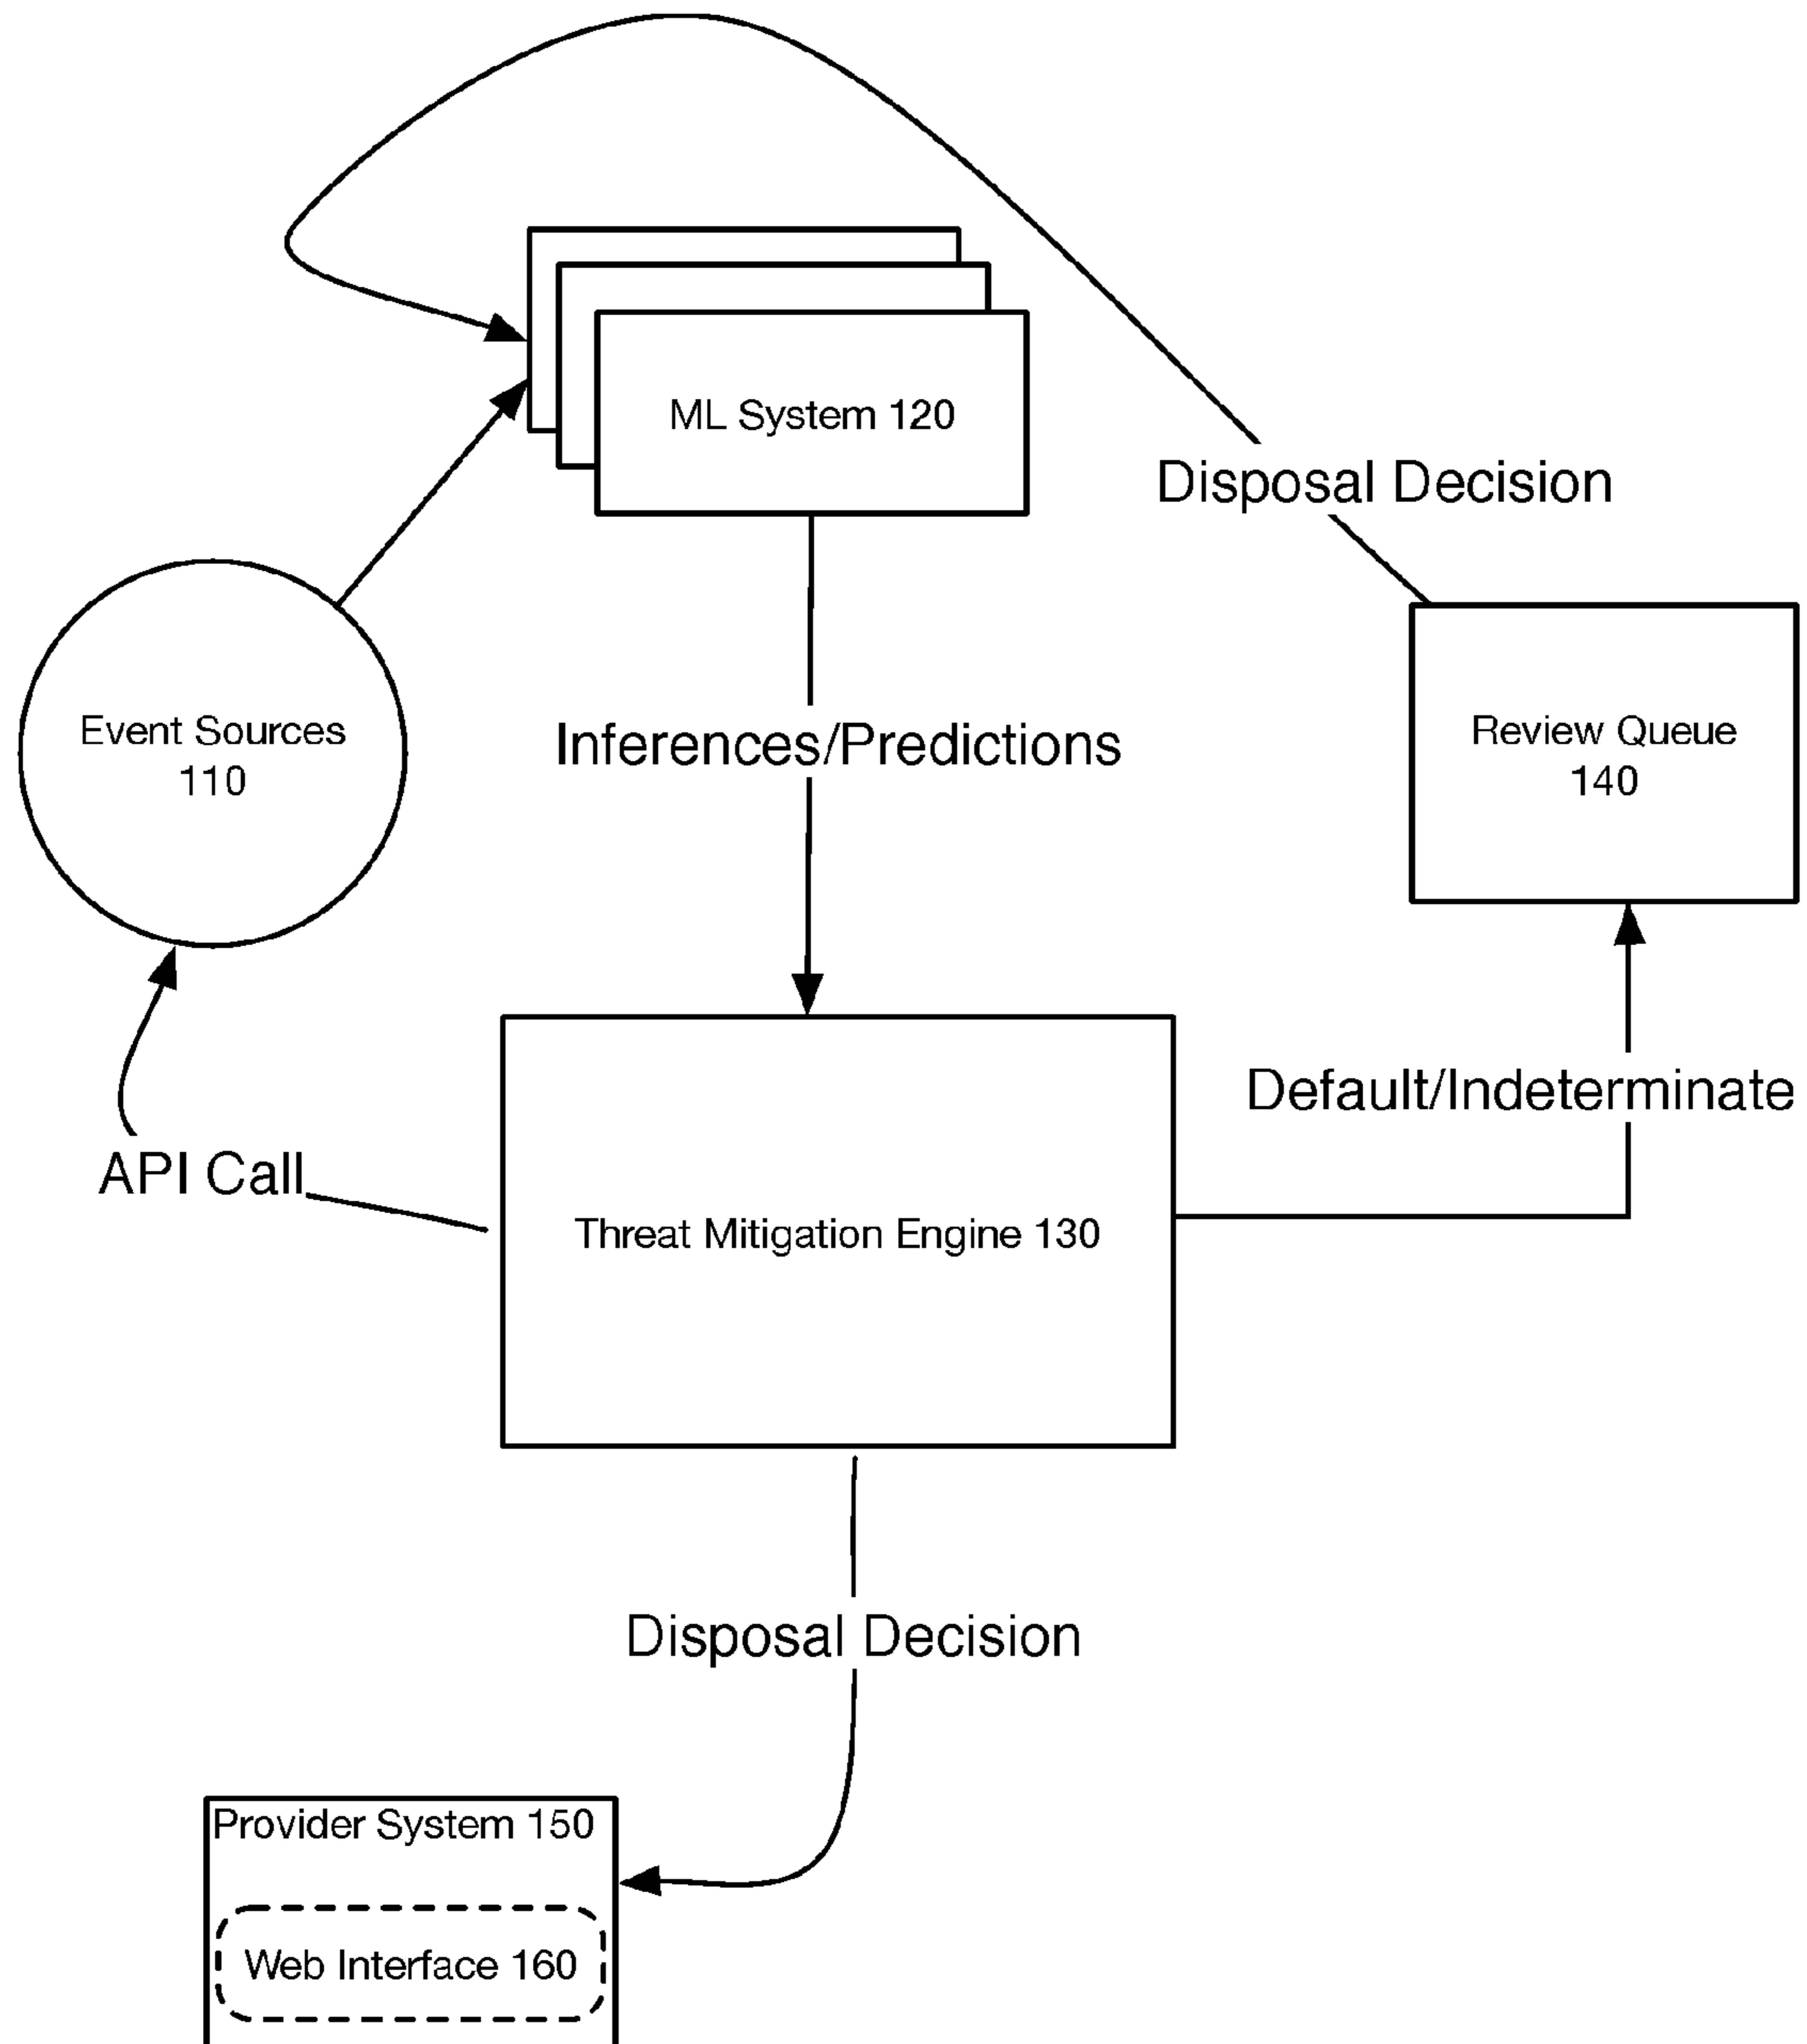 ML System 120
Disposal Decision
Event Sources
110
Inferences/Predictions
Review Queue
140
Default/Indeterminate
API Call
Threat Mitigation Engine 130
Disposal Decision
Provider System 150
Web Interface 160